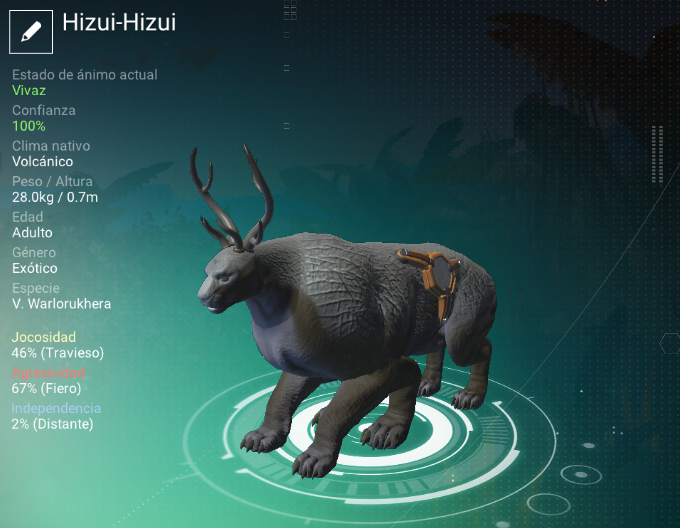 Hizui-Hizui
Estado de ánimo actual
Vivaz
Confianza
100%
Clima nativo
Volcánico
Peso / Altura
28.0kg / 0.7m
Edad
Adulto
Género
Exótico
Especie
V. Warlorukhera
Jocosidad
46% (Travieso)
Agresividad
67% (Fiero)
Independencia
2% (Distante)